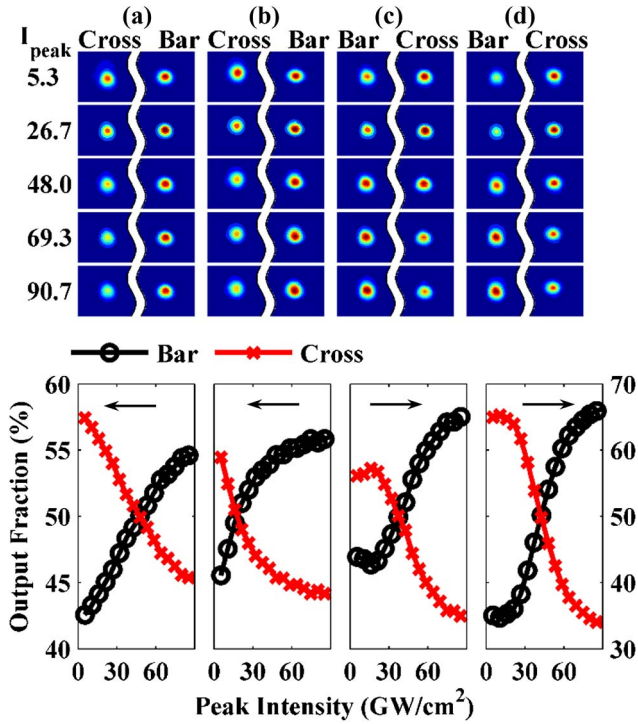 (a) (b) (c) (d)
I peak Cross Bar Cross Bar Bar Cross Bar Cross
5.3
26.7
48.0
69.3
90.7
Bar Cross
Output Fraction (%)
60
55
50
45
40
70
60
50
40
30
0 30 60 0 30 60 0 30 60 0 30 60
Peak Intensity (GW/cm²)